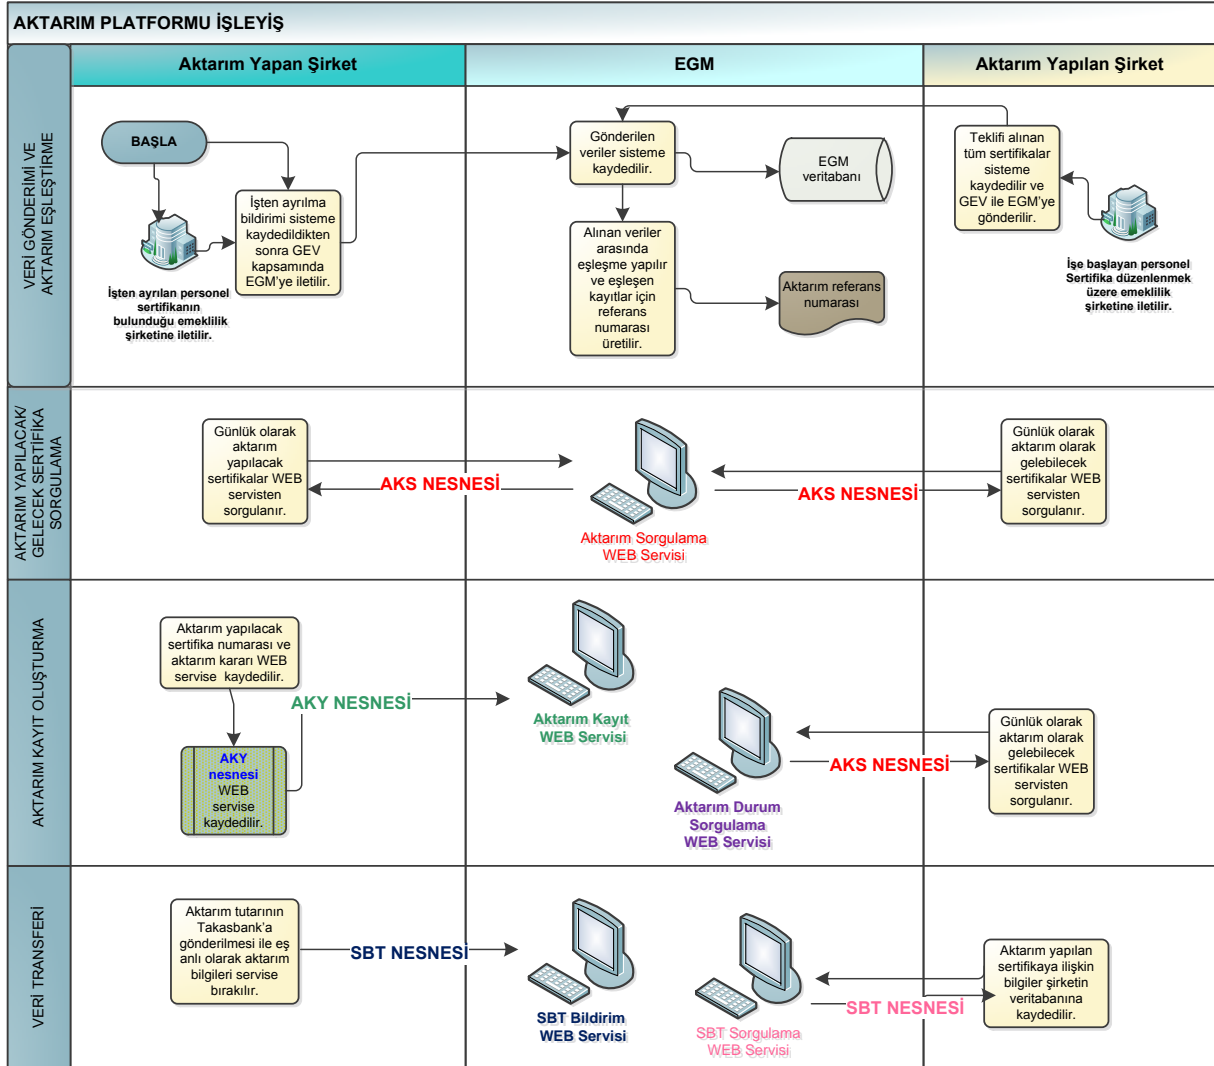 AKTARIM PLATFORMU İŞLEYİŞ
Aktarım Yapan Şirket
EGM
Aktarım Yapılan Şirket
VERİ GÖNDERİMİ VE
AKTARIM EŞLEŞTİRME
BAŞLA
İşten ayrılma
bildirimi sisteme
kaydedildikten
sonra GEV
kapsamında
EGM'ye iletilir.
İşten ayrılan personel
sertifikanın
bulunduğu emeklilik
şirketine iletilir.
Gönderilen
veriler sisteme
kaydedilir.
EGM
veritabanı
Alınan veriler
arasında
eşleşme yapılır
ve eşleşen
kayıtlar için
referans
numarası
üretilir.
Aktarım referans
numarası
Teklifi alınan
tüm sertifikalar
sisteme
kaydedilir ve
GEV ile EGM'ye
gönderilir.
İşe başlayan personel
Sertifika düzenlenmek
üzere emeklilik
şirketine iletilir.
AKTARIM YAPILACAK/
GELECEK SERTİFİKA
SORGULAMA
Günlük olarak
aktarım
yapılacak
sertifikalar WEB
servisten
sorgulanır.
AKS NESNESİ
Aktarım Sorgulama
WEB Servisi
AKS NESNESİ
Günlük olarak
aktarım olarak
gelebilecek
sertifikalar WEB
servisten
sorgulanır.
AKTARIM KAYIT OLUŞTURMA
Aktarım yapılacak
sertifika numarası ve
aktarım kararı WEB
servise kaydedilir.
AKY NESNESİ
AKY
nesnesi
WEB
servise
kaydedilir.
Aktarım Kayıt
WEB Servisi
Aktarım Durum
Sorgulama
WEB Servisi
AKS NESNESİ
Günlük olarak
aktarım olarak
gelebilecek
sertifikalar WEB
servisten
sorgulanır.
VERİ TRANSFERİ
Aktarım tutarının
Takasbank'a
gönderilmesi ile eş
anlı olarak aktarım
bilgileri servise
bırakılır.
SBT NESNESİ
SBT Bildirim
WEB Servisi
SBT Sorgulama
WEB Servisi
SBT NESNESİ
Aktarım yapılan
sertifikaya ilişkin
bilgiler şirketin
veritabanına
kaydedilir.